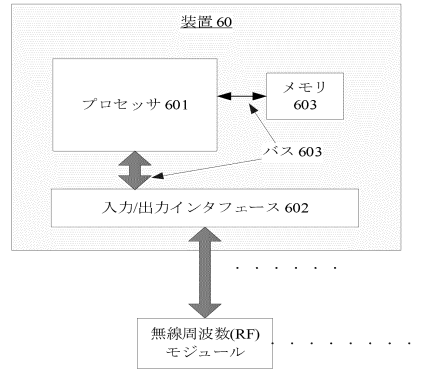 装置 60
プロセッサ 601
メモリ
603
バス 603
入力/出力インタフェース 602
・・・・・・
無線周波数(RF)
モジュール
・・・・・・・・